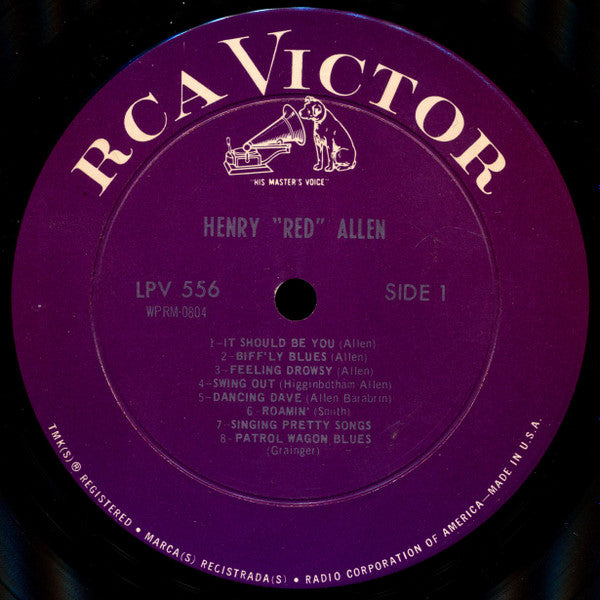 RCA VICTOR
"HIS MASTER'S VOICE"
HENRY "RED" ALLEN
LPV 556
WPRM-0804
SIDE 1
1-IT SHOULD BE YOU (Allen)
2-BIFF'LY BLUES (Allen)
3-FEELING DROWSY (Allen)
4-SWING OUT (Higginbotham Allen)
5-DANCING DAVE (Allen Barabrin)
6-ROAMIN' (Smith)
7-SINGING PRETTY SONGS
8-PATROL WAGON BLUES
(Grainger)
TMK(S) ® REGISTERED • MARCA(S) REGISTRADA(S) • RADIO CORPORATION OF AMERICA—MADE IN U.S.A.